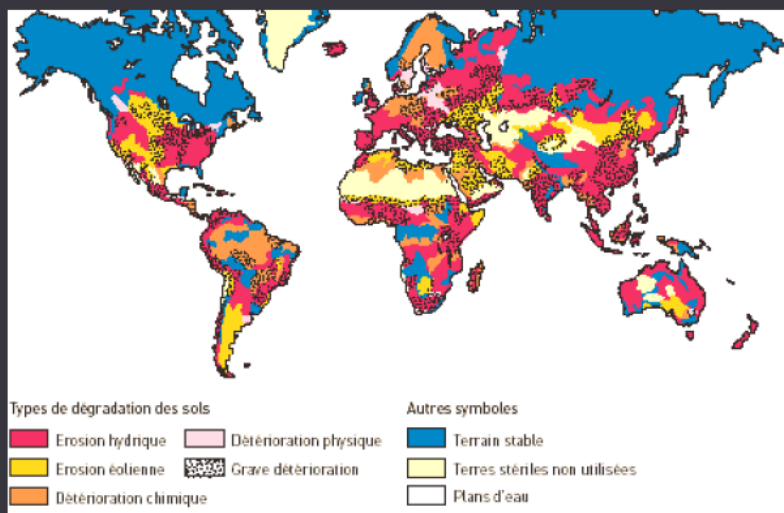 Types de dégradation des sols
Erosion hydrique
Erosion éolienne
Détérioration chimique
Détérioration physique
Grave détérioration
Autres symboles
Terrain stable
Terres stériles non utilisées
Plans d'eau